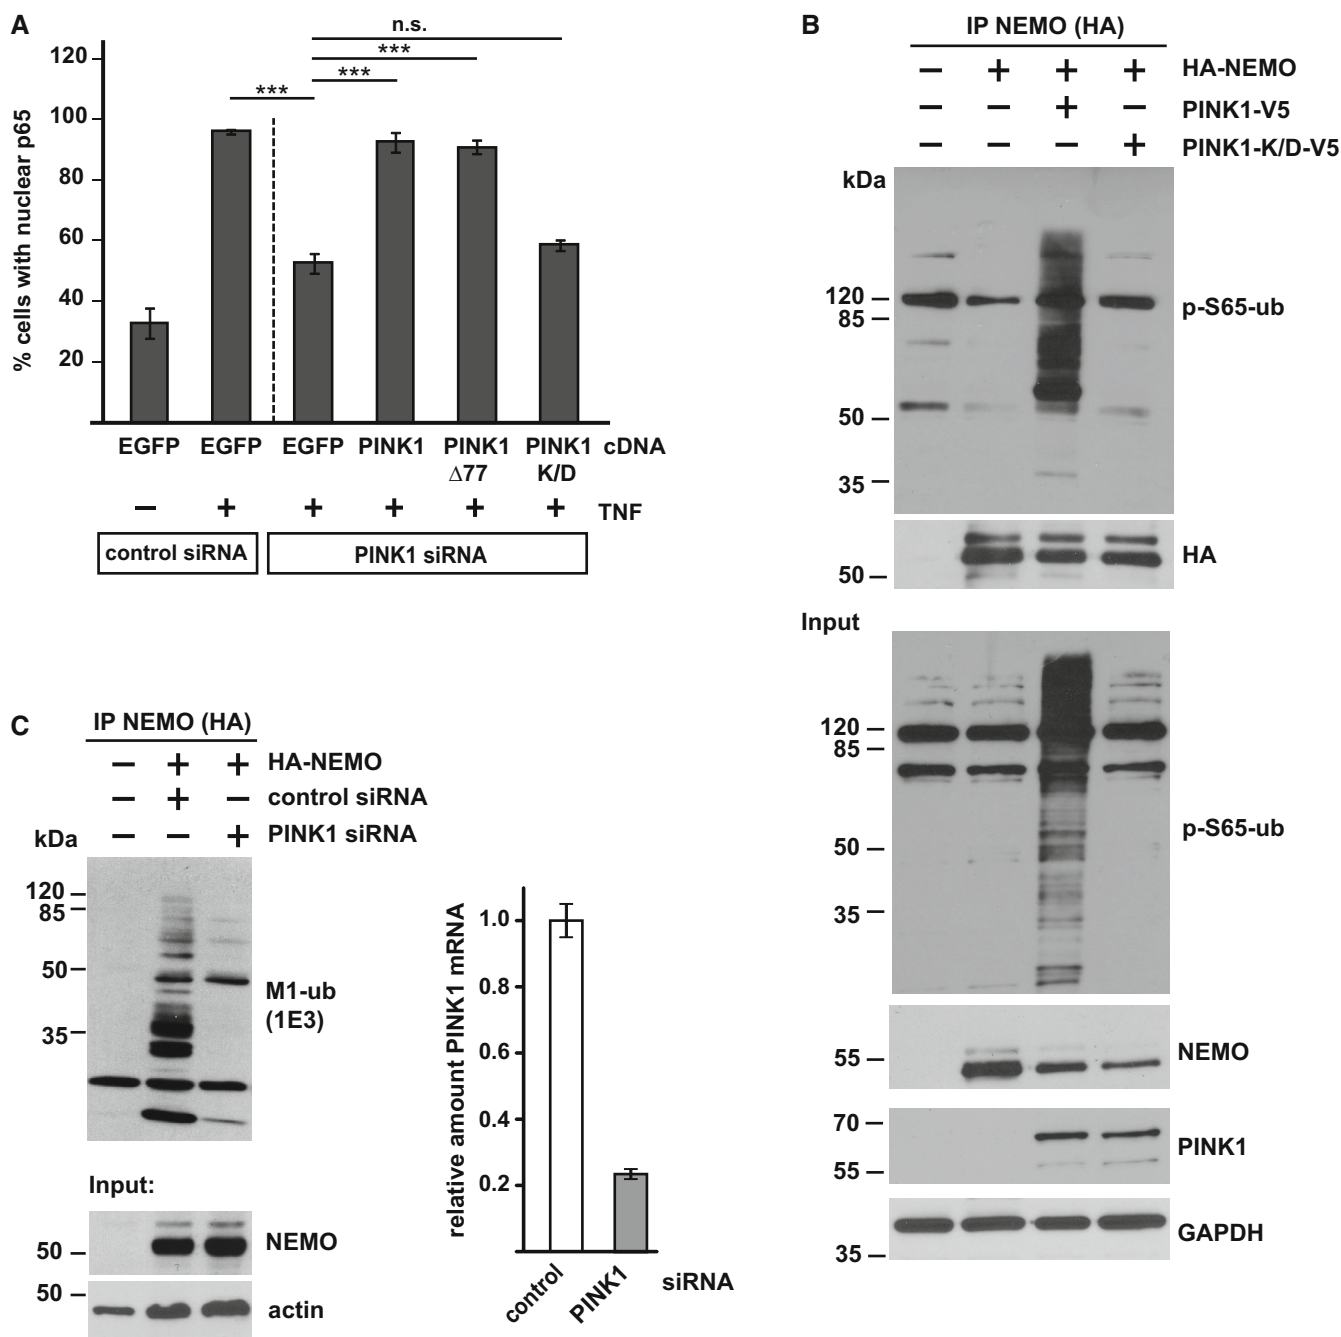 A
% cells with nuclear p65
120
100
80
60
40
20
n.s.
***
***
***
EGFP EGFP EGFP PINK1 PINK1 PINK1 cDNA
Δ77 K/D
– + + + + + TNF
control siRNA PINK1 siRNA
B
IP NEMO (HA)
– + + + HA-NEMO
– – + – PINK1-V5
– – – + PINK1-K/D-V5
kDa
120
85
50
35
p-S65-ub
50
HA
Input
120
85
50
35
p-S65-ub
55
NEMO
70
55
PINK1
35
GAPDH
C
IP NEMO (HA)
– + + HA-NEMO
– + – control siRNA
– – + PINK1 siRNA
kDa
120
85
50
35
M1-ub
(1E3)
Input:
50
NEMO
50
actin
relative amount PINK1 mRNA
1.0
0.8
0.6
0.4
0.2
control PINK1 siRNA